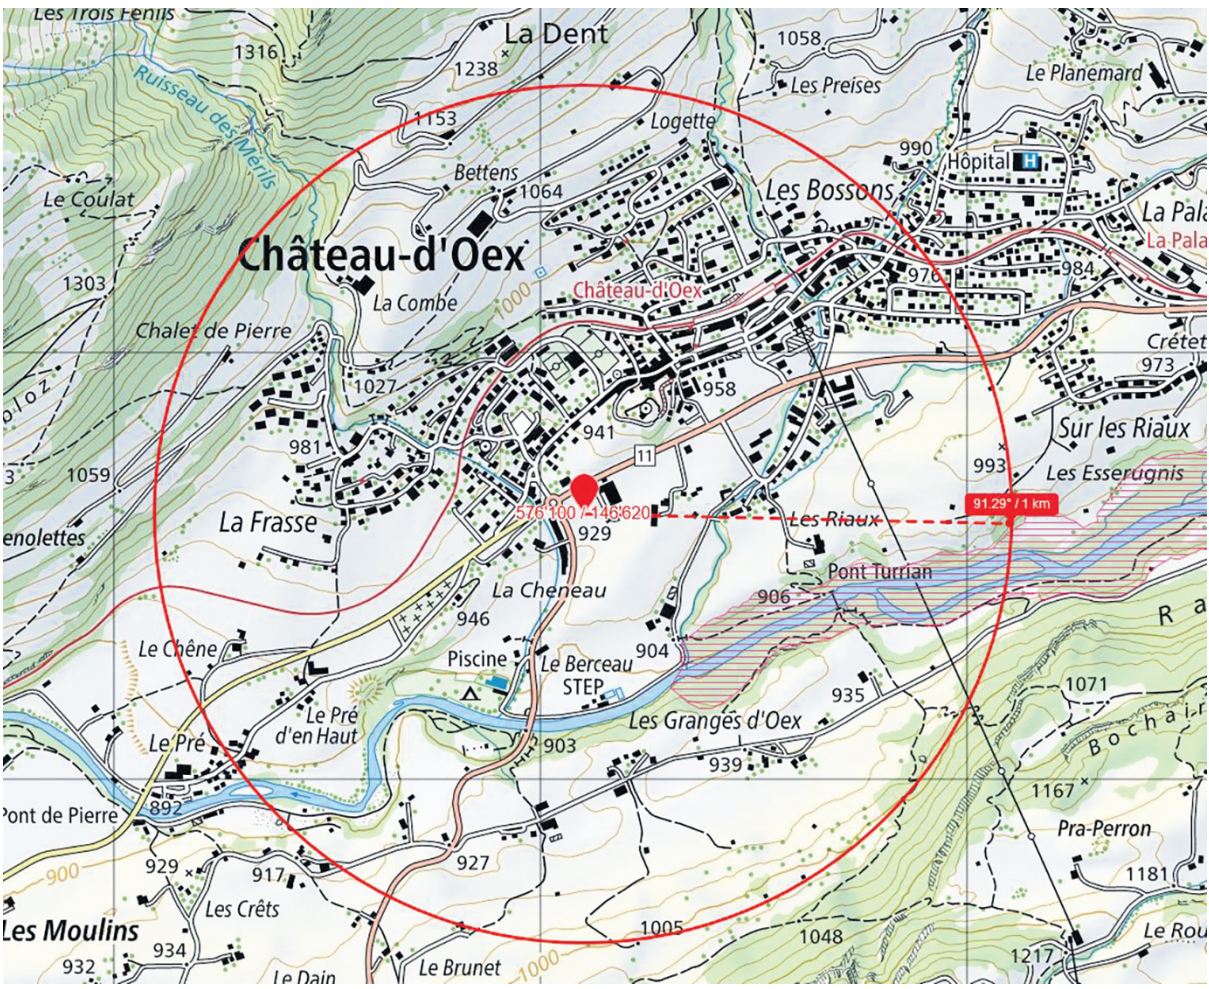 Les Trois Fenils
La Dent
1058
1316
1238
Les Preises
Le Planemard
Ruisseau des Merils
1153
Logette
990
Hôpital H
Bettens
1064
Les Bossons
Le Coulat
La Pala
La Pala
Château-d'Oex
976
984
1303
La Combe
1000
Château-d'Oex
Chalet de Pierre
Crétet
1027
958
973
941
Sur les Riaux
981
11
993
1059
Les Esserugnis
91.29° / 1 km
576'100 / 146'620
La Frasse
Les Riaux
enolettes
929
Pont Turrian
La Cheneau
906
946
Ra
Le Chêne
Piscine
Le Berceau
904
STEP
935
1071
Le Pré
d'en Haut
Les Granges d'Oex
Bochair
Le Pré
903
939
1167
892
Pont de Pierre
Pra-Perron
929
927
900
917
1181
Les Crêts
Les Moulins
1005
1048
Le Rou
934
932
Le Dain
Le Brunet
1000
1217